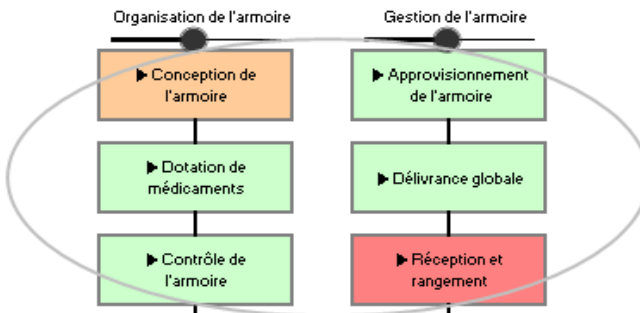 Organisation de l'armoire
Gestion de l'armoire
Conception de
l'armoire
Approvisionnement
de l'armoire
Dotation de
médicaments
Délivrance globale
Contrôle de
l'armoire
Réception et
rangement